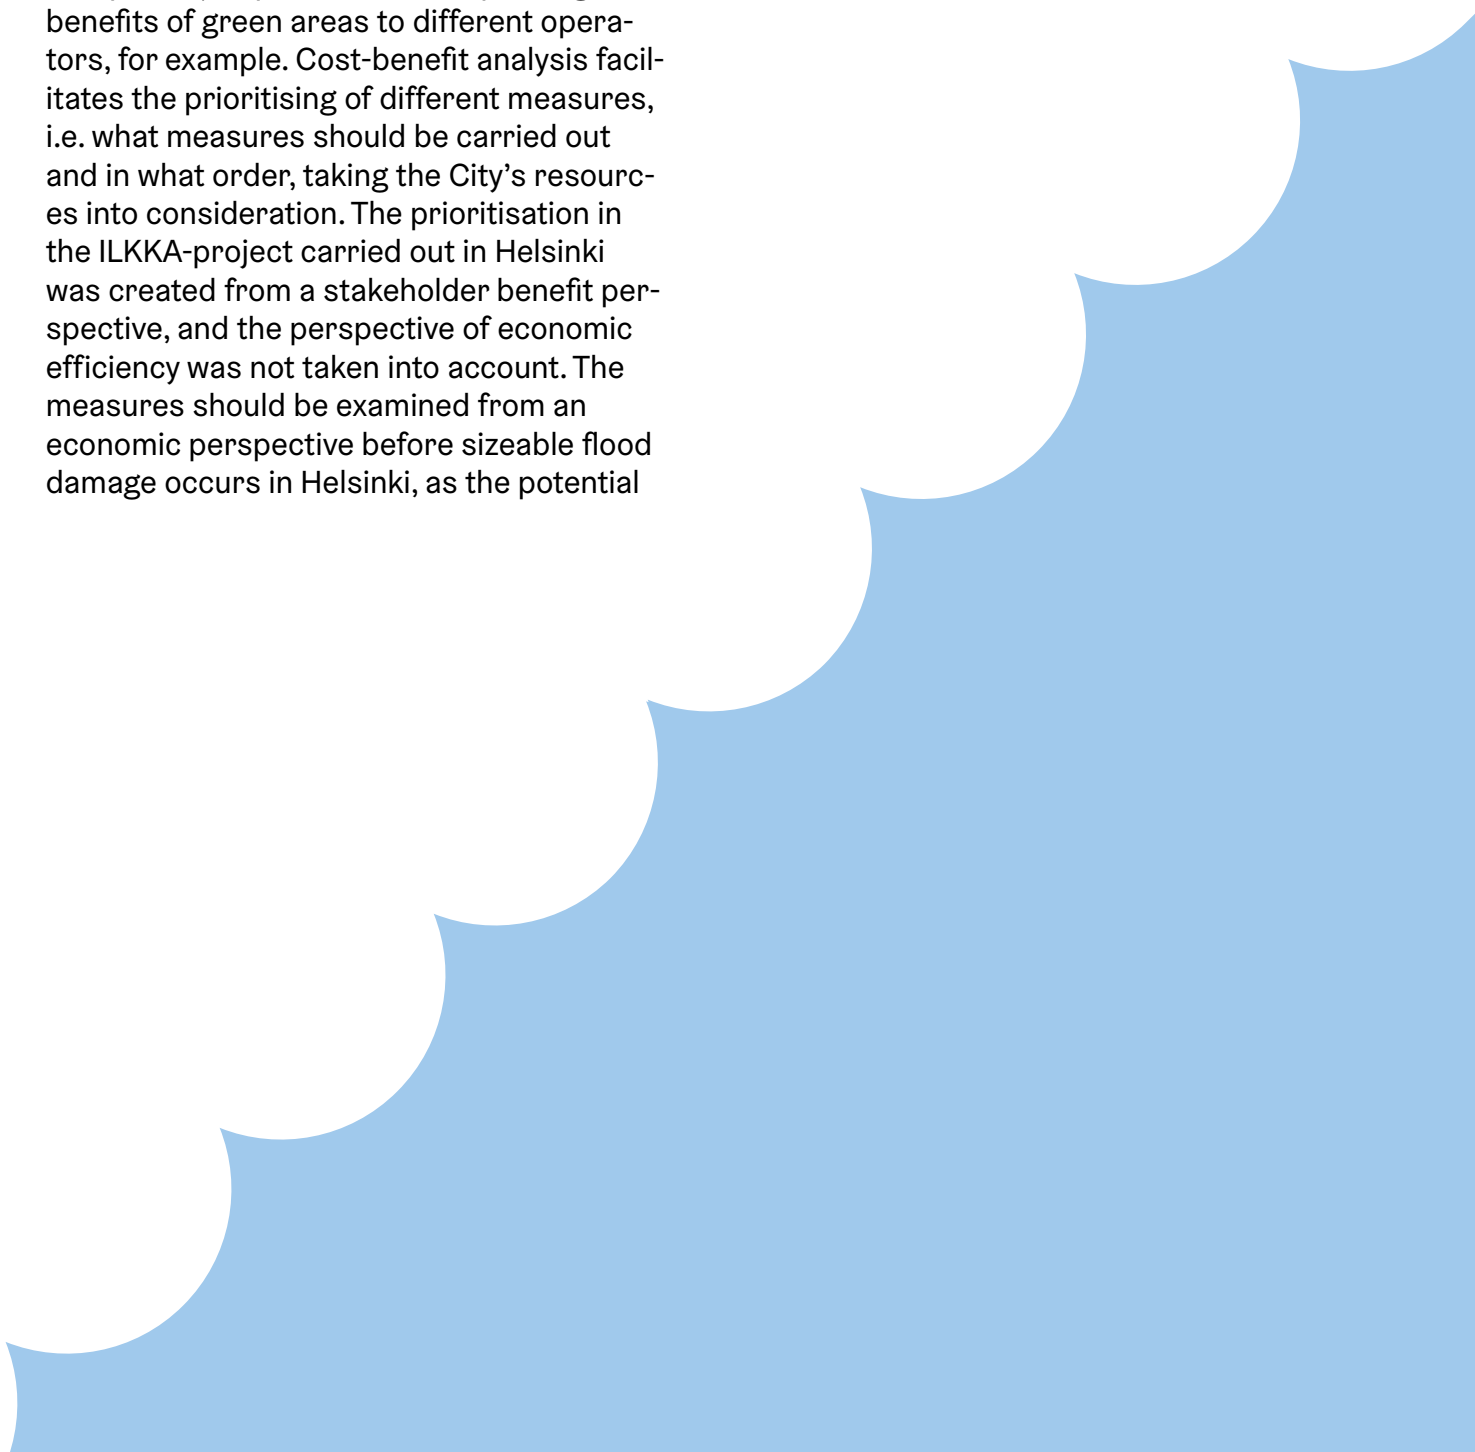 benefits of green areas to different opera-
tors, for example. Cost-benefit analysis facil-
itates the prioritising of different measures,
i.e. what measures should be carried out
and in what order, taking the City’s resourc-
es into consideration. The prioritisation in
the ILKKA-project carried out in Helsinki
was created from a stakeholder benefit per-
spective, and the perspective of economic
efficiency was not taken into account. The
measures should be examined from an
economic perspective before sizeable flood
damage occurs in Helsinki, as the potential